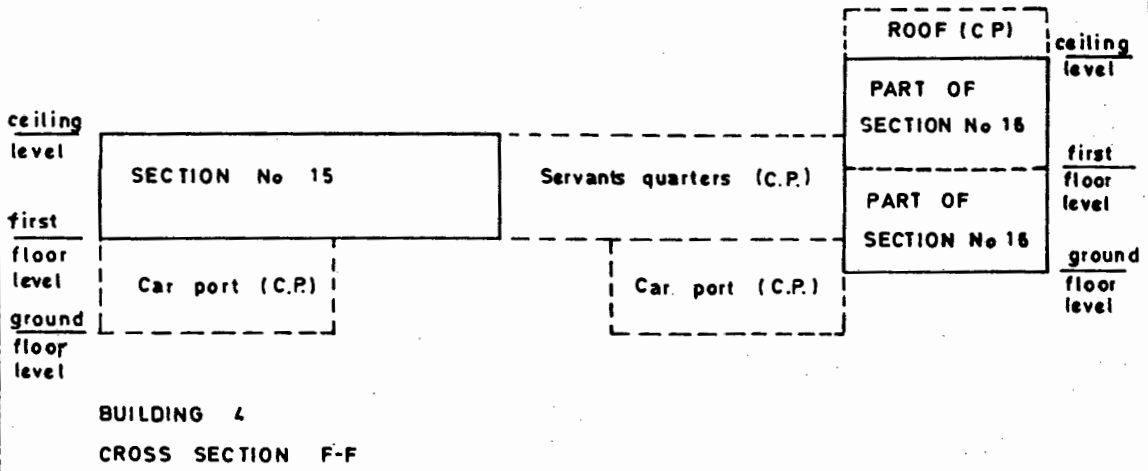 ROOF (C P)
ceiling
level
PART OF
SECTION No 16
ceiling
level
SECTION No 15
Servants quarters (C.P.)
first
floor
level
PART OF
SECTION No 16
first
floor
level
Car port (C.P.)
Car port (C.P.)
ground
floor
level
ground
floor
level
BUILDING 4
CROSS SECTION F-F